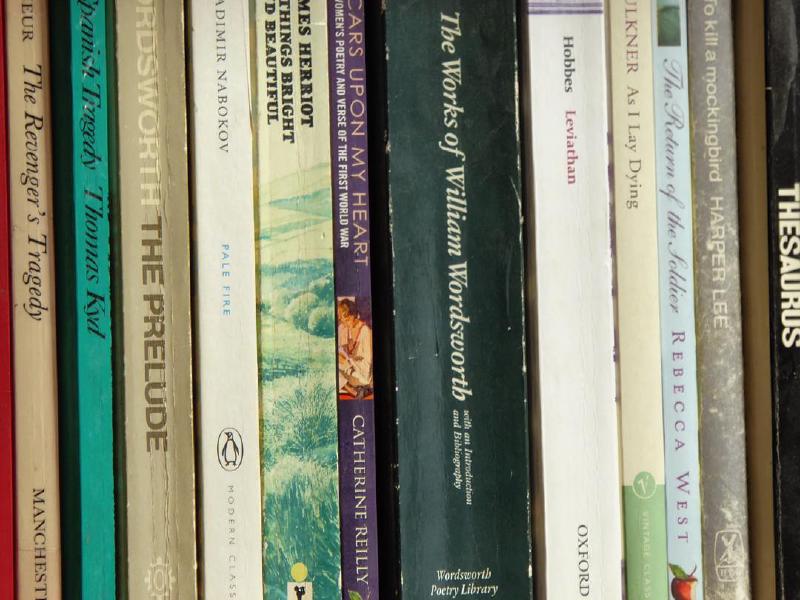 EUR The Revenger's Tragedy MANCHEST
Spanish Tragedy Thomas Kyd
ORDSWORTH THE PRELUDE
ADIMIR NABOKOV PALE FIRE MODERN CLASS
MES HERRIOT
THINGS BRIGHT
D BEAUTIFUL
CARS UPON MY HEART CATHERINE REILLY
WOMEN'S POETRY AND VERSE OF THE FIRST WORLD WAR
The Works of William Wordsworth
with an Introduction
and Bibliography
Wordsworth
Poetry Library
Hobbes Leviathan OXFORD
ULKNER As I Lay Dying VINTAGE CLASS
The Return of the Soldier REBECCA WEST
To kill a mockingbird HARPER LEE
THESAURUS